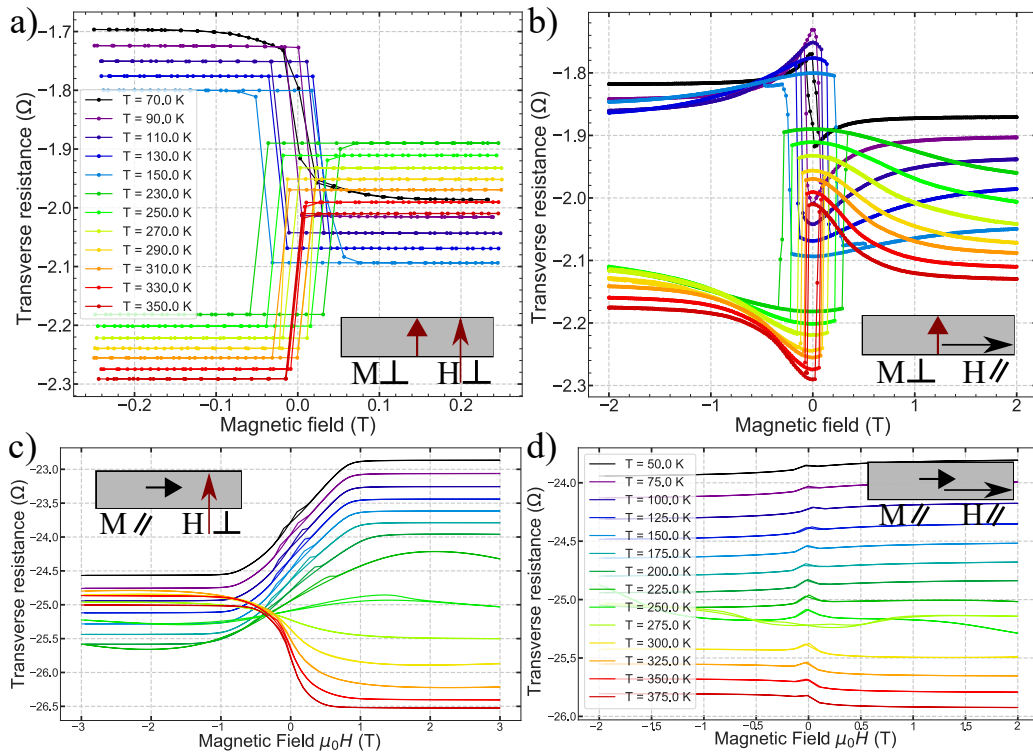 a)
Transverse resistance (Ω)
−1.7
−1.8
−1.9
−2.0
−2.1
−2.2
−2.3
T = 70.0 K
T = 90.0 K
T = 110.0 K
T = 130.0 K
T = 150.0 K
T = 230.0 K
T = 250.0 K
T = 270.0 K
T = 290.0 K
T = 310.0 K
T = 330.0 K
T = 350.0 K
M⊥ H⊥
−0.2 −0.1 0.0 0.1 0.2
Magnetic field (T)
b)
Transverse resistance (Ω)
−1.8
−1.9
−2.0
−2.1
−2.2
−2.3
M⊥ H//
−2 −1 0 1 2
Magnetic field (T)
c)
Transverse resistance (Ω)
−23.0
−23.5
−24.0
−24.5
−25.0
−25.5
−26.0
−26.5
M// H⊥
−3 −2 −1 0 1 2 3
Magnetic Field μ₀H (T)
d)
Transverse resistance (Ω)
−24.0
−24.5
−25.0
−25.5
−26.0
T = 50.0 K
T = 75.0 K
T = 100.0 K
T = 125.0 K
T = 150.0 K
T = 175.0 K
T = 200.0 K
T = 225.0 K
T = 250.0 K
T = 275.0 K
T = 300.0 K
T = 325.0 K
T = 350.0 K
T = 375.0 K
M// H//
−2.0 −1.5 −1.0 −0.5 0.0 0.5 1.0 1.5 2.0
Magnetic Field μ₀H (T)